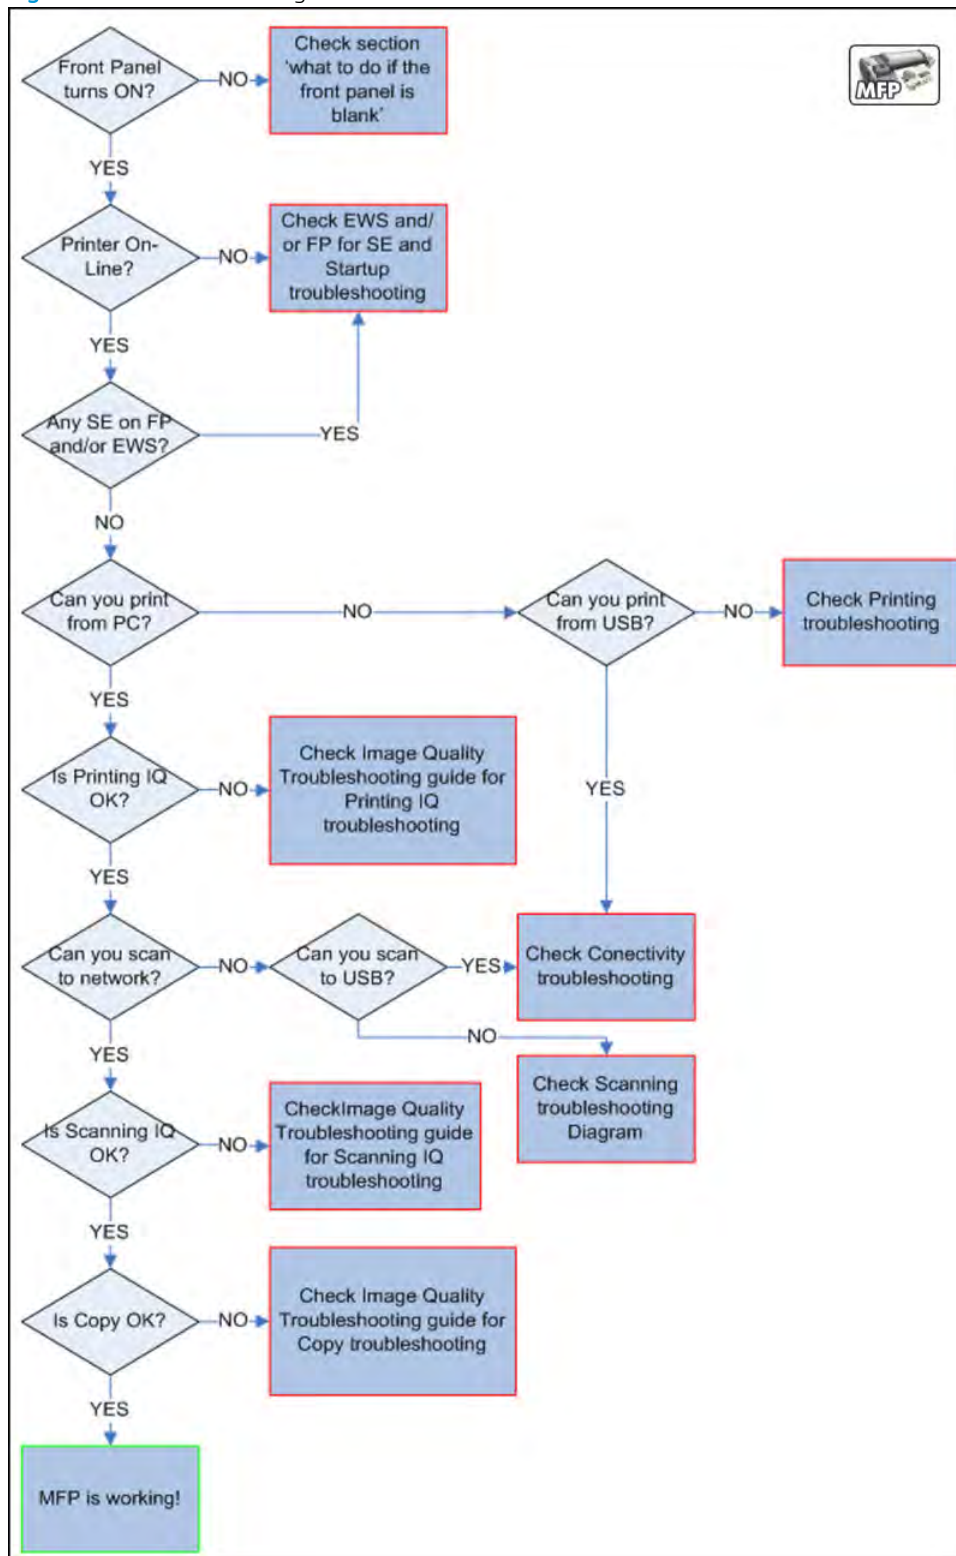 Front Panel
turns ON?
NO
Check section
‘what to do if the
front panel is
blank’
MFP
YES
Printer On-
Line?
NO
Check EWS and/
or FP for SE and
Startup
troubleshooting
YES
Any SE on FP
and/or EWS?
YES
NO
Can you print
from PC?
NO
Can you print
from USB?
NO
Check Printing
troubleshooting
YES
Is Printing IQ
OK?
NO
Check Image Quality
Troubleshooting guide for
Printing IQ
troubleshooting
YES
YES
Can you scan
to network?
NO
Can you scan
to USB?
YES
Check Conectivity
troubleshooting
NO
Check Scanning
troubleshooting
Diagram
YES
Is Scanning IQ
OK?
NO
CheckImage Quality
Troubleshooting guide
for Scanning IQ
troubleshooting
YES
Is Copy OK?
NO
Check Image Quality
Troubleshooting guide for
Copy troubleshooting
YES
MFP is working!